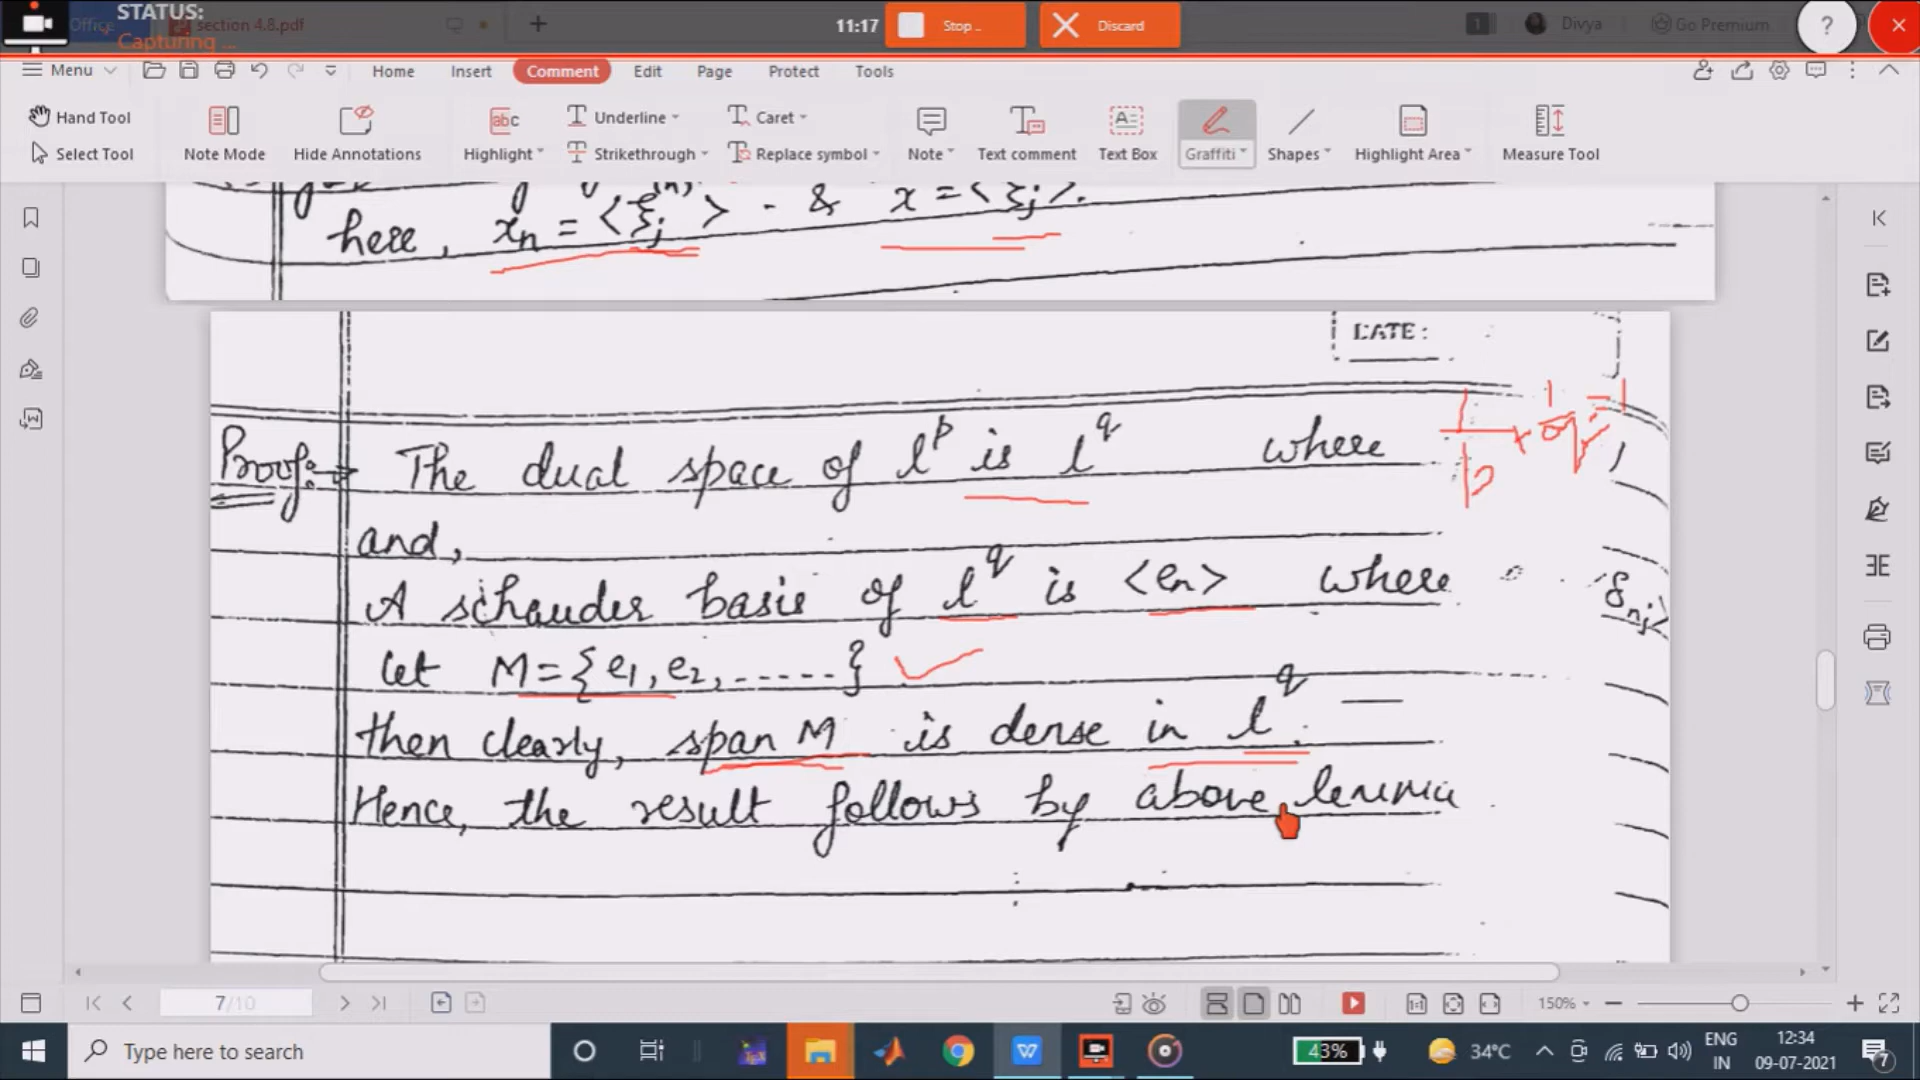 STATUS:
Capturing ...
Office
section 4.8.pdf
11:17
Stop ..
Discard
1
Divya
Go Premium
?
Menu
Home
Insert
Comment
Edit
Page
Protect
Tools
Hand Tool
Select Tool
Note Mode
Hide Annotations
abc
Highlight
Underline
Strikethrough
Caret
Replace symbol
Note
Text comment
Text Box
Graffiti
Shapes
Highlight Area
Measure Tool
here, xn = <ξj(n)> - & x = <ξj>.
DATE:
Proof:→ The dual space of l^p is l^q where 1/p + 1/q = 1,
and,
A schauder basis of l^q is <en> where δnj>
let M = {e1, e2, .....}
then clearly, span M is dense in l^q.
Hence, the result follows by above lemma
7/10
150%
Type here to search
43%
34°C
ENG
IN
12:34
09-07-2021
7